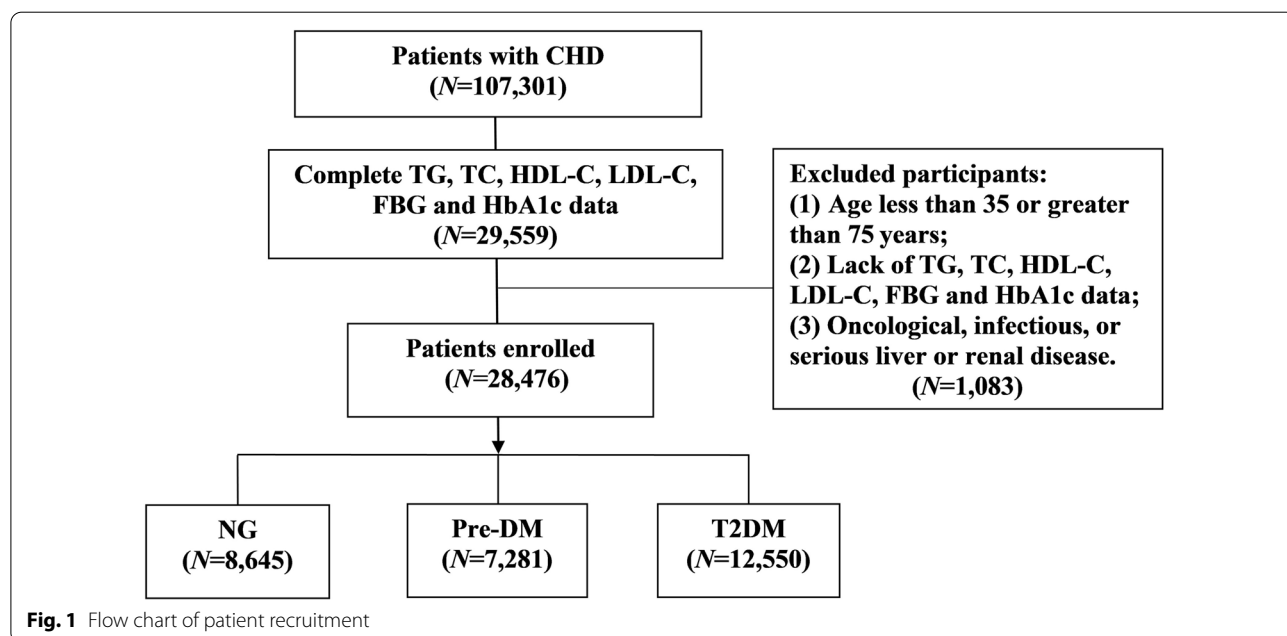 Patients with CHD
(N=107,301)
Complete TG, TC, HDL-C, LDL-C,
FBG and HbA1c data
(N=29,559)
Excluded participants:
(1) Age less than 35 or greater
than 75 years;
(2) Lack of TG, TC, HDL-C,
LDL-C, FBG and HbA1c data;
(3) Oncological, infectious, or
serious liver or renal disease.
(N=1,083)
Patients enrolled
(N=28,476)
NG
(N=8,645)
Pre-DM
(N=7,281)
T2DM
(N=12,550)
Fig. 1 Flow chart of patient recruitment